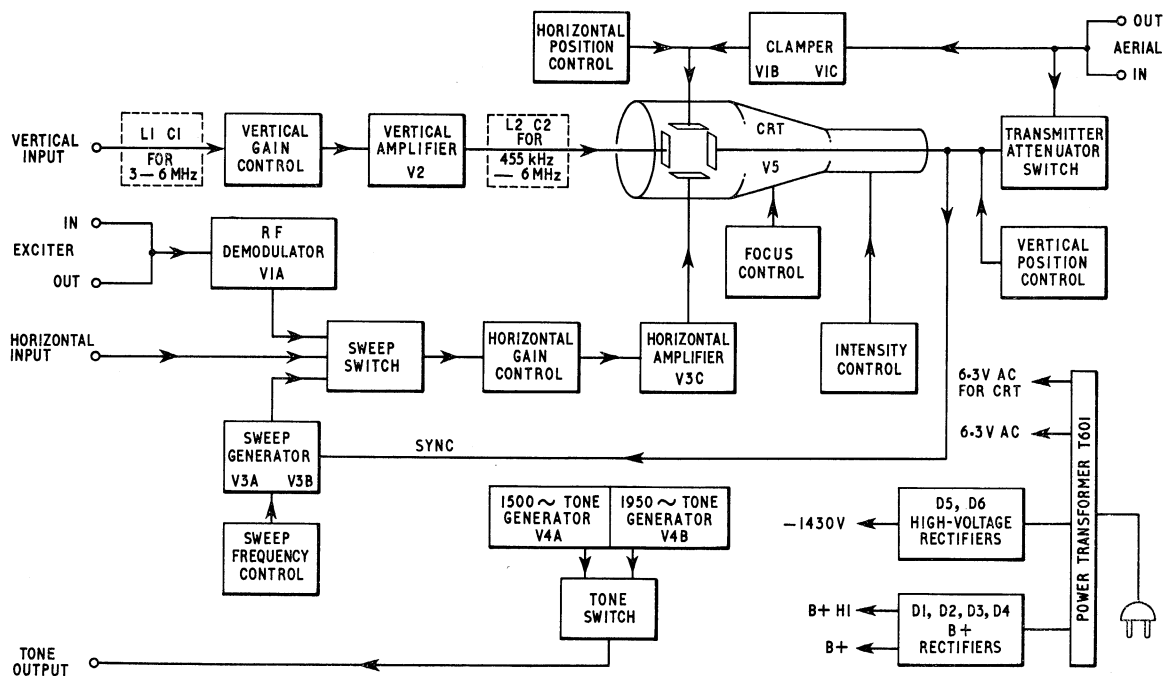 HORIZONTAL
POSITION
CONTROL
CLAMPER
V1B V1C
OUT
AERIAL
IN
VERTICAL
INPUT
L1 C1
FOR
3 — 6 MHz
VERTICAL
GAIN
CONTROL
VERTICAL
AMPLIFIER
V2
L2 C2
FOR
455 kHz
— 6 MHz
CRT
V5
TRANSMITTER
ATTENUATOR
SWITCH
IN
EXCITER
OUT
RF
DEMODULATOR
V1A
FOCUS
CONTROL
VERTICAL
POSITION
CONTROL
HORIZONTAL
INPUT
SWEEP
SWITCH
HORIZONTAL
GAIN
CONTROL
HORIZONTAL
AMPLIFIER
V3C
INTENSITY
CONTROL
6·3V AC
FOR CRT
6·3V AC
POWER TRANSFORMER T601
SWEEP
GENERATOR
V3A V3B
SYNC
1500 ~ TONE
GENERATOR
V4A
1950 ~ TONE
GENERATOR
V4B
—1430V
D5, D6
HIGH-VOLTAGE
RECTIFIERS
SWEEP
FREQUENCY
CONTROL
TONE
SWITCH
B+ HI
B+
D1, D2, D3, D4
B+
RECTIFIERS
TONE
OUTPUT